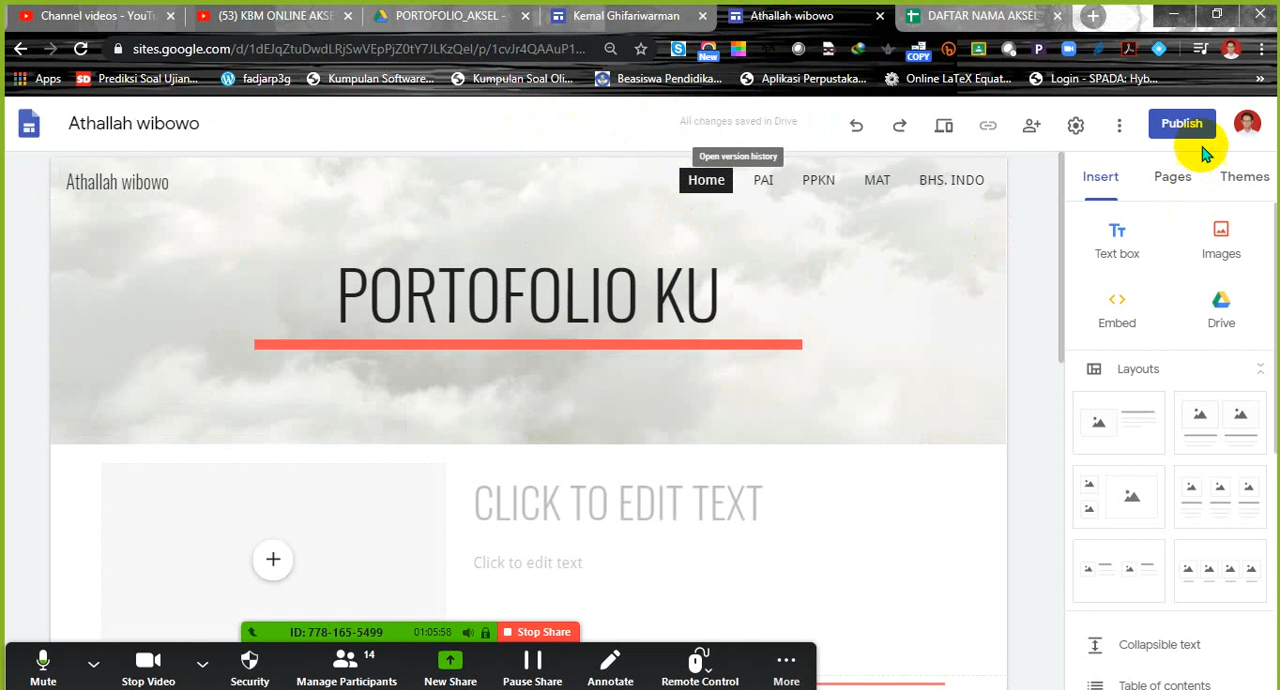 Channel videos - YouTu
(53) KBM ONLINE AKSE
PORTOFOLIO_AKSEL -
Kemal Ghifariwarman
Athallah wibowo
DAFTAR NAMA AKSEL
sites.google.com/d/1dEJqZtuDwdLRjSwVEpPjZ0tY7JLKzQeI/p/1cvJr4QAAuP1...
New
COPY
Apps
SD
Prediksi Soal Ujian...
fadjarp3g
Kumpulan Software...
Kumpulan Soal Oli...
Beasiswa Pendidika...
Aplikasi Perpustaka...
Online LaTeX Equat...
Login - SPADA: Hyb...
Athallah wibowo
All changes saved in Drive
Publish
Open version history
Athallah wibowo
Home
PAI
PPKN
MAT
BHS. INDO
Insert
Pages
Themes
PORTOFOLIO KU
Text box
Images
Embed
Drive
Layouts
CLICK TO EDIT TEXT
Click to edit text
Collapsible text
Table of contents
ID: 778-165-5499
01:05:58
Stop Share
Mute
Stop Video
Security
14
Manage Participants
New Share
Pause Share
Annotate
Remote Control
More